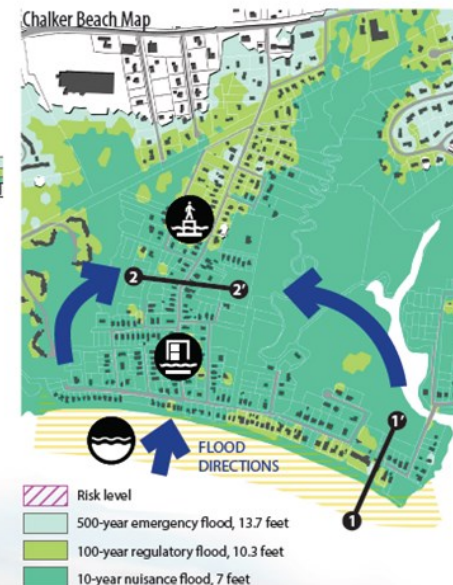 Chalker Beach Map
2
2'
1'
FLOOD
DIRECTIONS
1
Risk level
500-year emergency flood, 13.7 feet
100-year regulatory flood, 10.3 feet
10-year nuisance flood, 7 feet